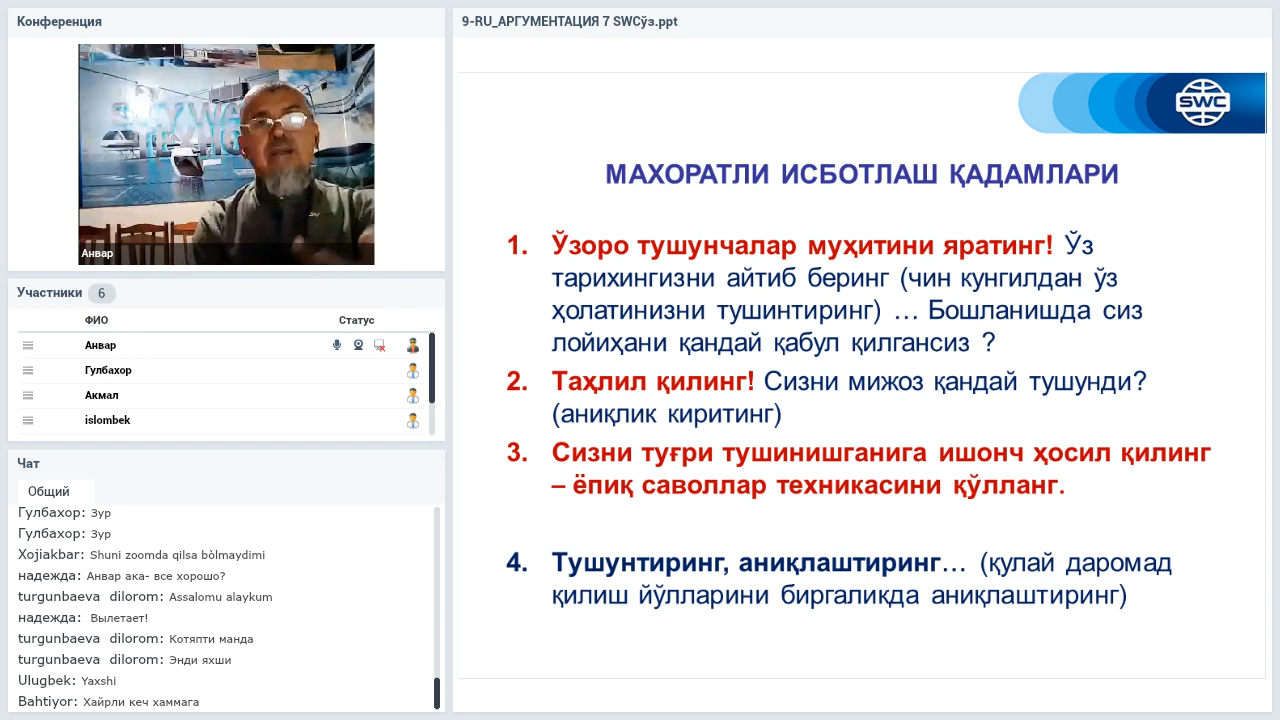 Конференция
Анвар
Участники 6
ФИО Статус
Анвар
Гулбахор
Акмал
islombek
Чат
Общий
Гулбахор: Зур
Гулбахор: Зур
Xojiakbar: Shuni zoomda qilsa bòlmaydimi
надежда: Анвар ака- все хорошо?
turgunbaeva dilorom: Assalomu alaykum
надежда: Вылетает!
turgunbaeva dilorom: Котяпти манда
turgunbaeva dilorom: Энди яхши
Ulugbek: Yaxshi
Bahtiyor: Хайрли кеч хаммага
9-RU_АРГУМЕНТАЦИЯ 7 SWCўз.ppt
SWC
МАХОРАТЛИ ИСБОТЛАШ ҚАДАМЛАРИ
1. Ўзоро тушунчалар муҳитини яратинг! Ўз
тарихингизни айтиб беринг (чин кунгилдан ўз
ҳолатинизни тушинтиринг) … Бошланишда сиз
лойиҳани қандай қабул қилгансиз ?
2. Таҳлил қилинг! Сизни мижоз қандай тушунди?
(аниқлик киритинг)
3. Сизни туғри тушинишганига ишонч ҳосил қилинг
– ёпиқ саволлар техникасини қўлланг.
4. Тушунтиринг, аниқлаштиринг… (қулай даромад
қилиш йўлларини биргаликда аниқлаштиринг)